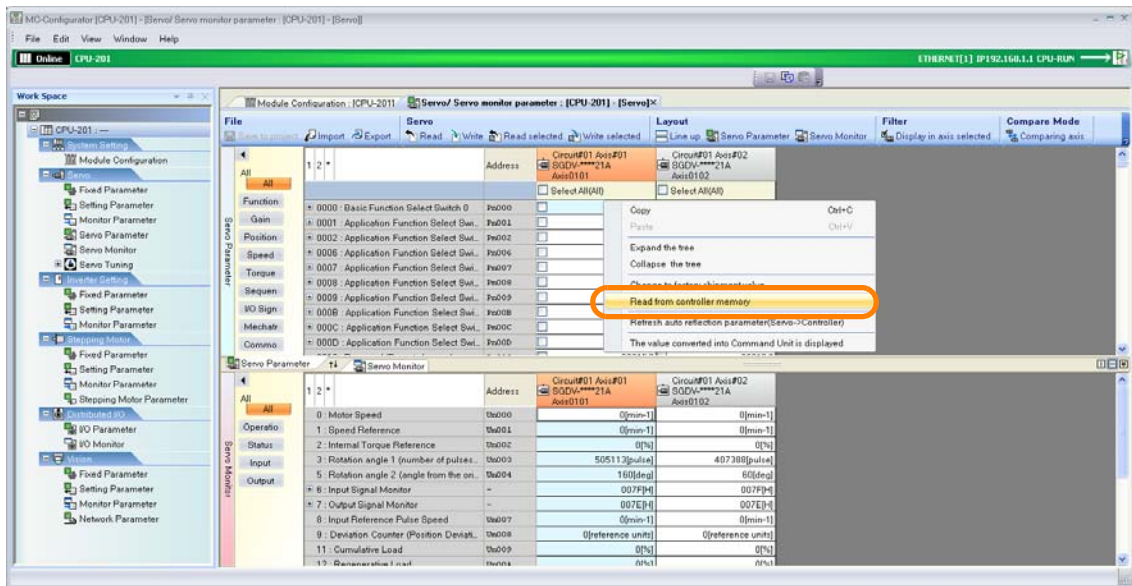 MC-Configurator [CPU-201] - [Servo/ Servo monitor parameter : [CPU-201] - [Servo]]
File Edit View Window Help
Online CPU-201 ETHERNET[1] IP192.168.1.1 CPU-RUN
Work Space
Module Configuration : [CPU-201] Servo/ Servo monitor parameter : [CPU-201] - [Servo]
CPU-201 : ---
System Setting
Module Configuration
Servo
Fixed Parameter
Setting Parameter
Monitor Parameter
Servo Parameter
Servo Monitor
Servo Tuning
Inverter Setting
Fixed Parameter
Setting Parameter
Monitor Parameter
Stepping Motor
Fixed Parameter
Setting Parameter
Monitor Parameter
Stepping Motor Parameter
Distributed I/O
I/O Parameter
I/O Monitor
Vision
Fixed Parameter
Setting Parameter
Monitor Parameter
Network Parameter
File Servo Layout Filter Compare Mode
Save to project Import Export Read Write Read selected Write selected Line up Servo Parameter Servo Monitor Display in axis selected Comparing axis
Servo Parameter
All
All
Function
Gain
Position
Speed
Torque
Sequen
I/O Sign
Mechatr
Commo
1 2 * Address Circuit#01 Axis#01 Circuit#01 Axis#02
SGDV-****21A SGDV-****21A
Axis0101 Axis0102
Select All(All) Select All(All)
0000 : Basic Function Select Switch 0 Pn000
0001 : Application Function Select Swi... Pn001
0002 : Application Function Select Swi... Pn002
0006 : Application Function Select Swi... Pn006
0007 : Application Function Select Swi... Pn007
0008 : Application Function Select Swi... Pn008
0009 : Application Function Select Swi... Pn009
000B : Application Function Select Swi... Pn00B
000C : Application Function Select Swi... Pn00C
000D : Application Function Select Swi... Pn00D
Copy Ctrl+C
Paste Ctrl+V
Expand the tree
Collapse the tree
Change to factory shipment value
Read from controller memory
Refresh auto reflection parameter(Servo->Controller)
The value converted into Command Unit is displayed
Servo Parameter Servo Monitor
Servo Monitor
All
All
Operatio
Status
Input
Output
1 2 * Address Circuit#01 Axis#01 Circuit#01 Axis#02
SGDV-****21A SGDV-****21A
Axis0101 Axis0102
0 : Motor Speed Un000 0[min-1] 0[min-1]
1 : Speed Reference Un001 0[min-1] 0[min-1]
2 : Internal Torque Reference Un002 0[%] 0[%]
3 : Rotation angle 1 (number of pulses... Un003 505113[pulse] 407388[pulse]
5 : Rotation angle 2 (angle from the ori... Un004 160[deg] 60[deg]
6 : Input Signal Monitor - 007F[H] 007F[H]
7 : Output Signal Monitor - 007E[H] 007E[H]
8 : Input Reference Pulse Speed Un007 0[min-1] 0[min-1]
9 : Deviation Counter (Position Deviati... Un008 0[reference units] 0[reference units]
11 : Cumulative Load Un009 0[%] 0[%]
12 : Regenerative Load Un00A 0[%] 0[%]